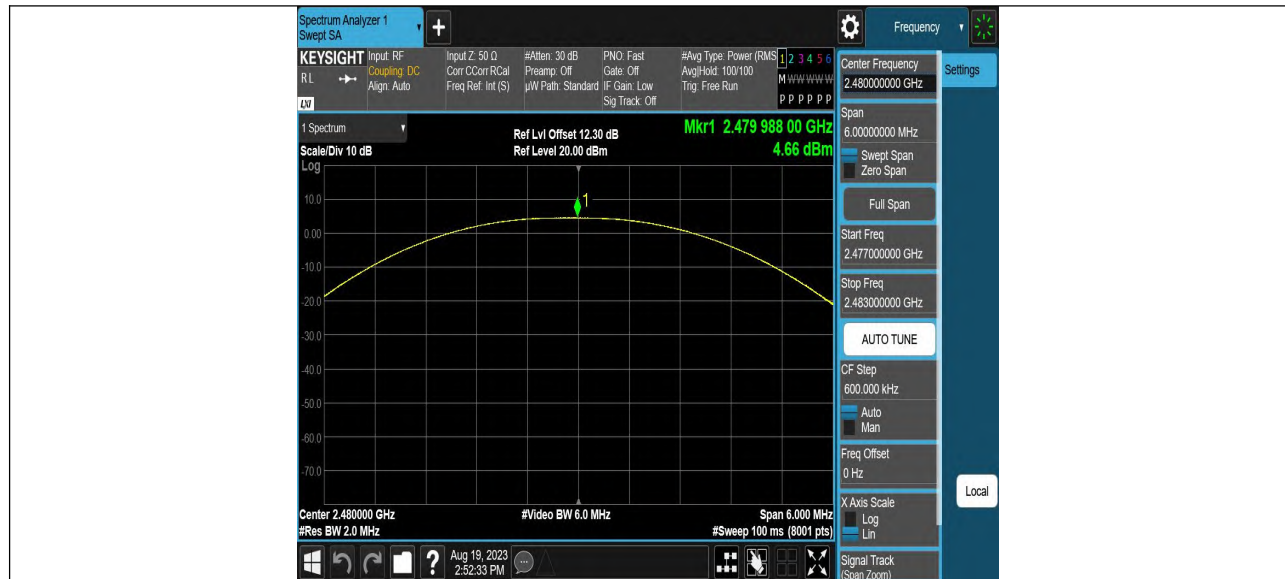 Spectrum Analyzer 1
Swept SA
+
Frequency
KEYSIGHT
RL
LXI
Input: RF
Coupling: DC
Align: Auto
Input Z: 50 Ω
Corr CCorr RCal
Freq Ref: Int (S)
#Atten: 30 dB
Preamp: Off
µW Path: Standard
PNO: Fast
Gate: Off
IF Gain: Low
Sig Track: Off
#Avg Type: Power (RMS
Avg|Hold: 100/100
Trig: Free Run
1 2 3 4 5 6
M W W W W W
P P P P P P
1 Spectrum
Scale/Div 10 dB
Log
Ref Lvl Offset 12.30 dB
Ref Level 20.00 dBm
Mkr1 2.479 988 00 GHz
4.66 dBm
1
10.0
0.00
-10.0
-20.0
-30.0
-40.0
-50.0
-60.0
-70.0
Center 2.480000 GHz
#Res BW 2.0 MHz
#Video BW 6.0 MHz
Span 6.000 MHz
#Sweep 100 ms (8001 pts)
?
Aug 19, 2023
2:52:33 PM
Center Frequency
2.480000000 GHz
Span
6.00000000 MHz
Swept Span
Zero Span
Full Span
Start Freq
2.477000000 GHz
Stop Freq
2.483000000 GHz
AUTO TUNE
CF Step
600.000 kHz
Auto
Man
Freq Offset
0 Hz
X Axis Scale
Log
Lin
Signal Track
(Span Zoom)
Settings
Local